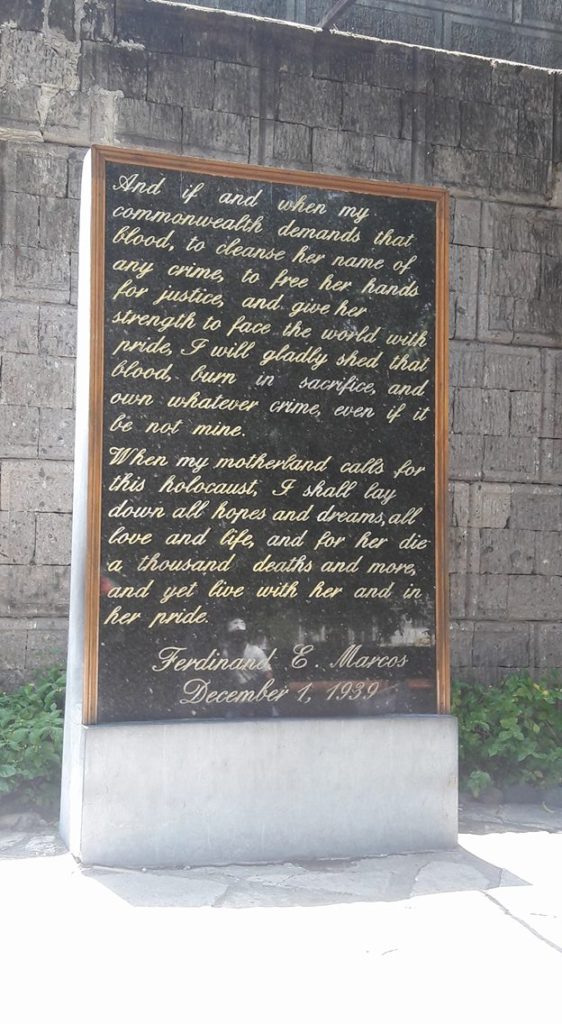 And if and when my
commonwealth demands that
blood, to cleanse her name of
any crime, to free her hands
for justice, and give her
strength to face the world with
pride, I will gladly shed that
blood, burn in sacrifice, and
own whatever crime, even if it
be not mine.
When my motherland calls for
this holocaust, I shall lay
down all hopes and dreams, all
love and life, and for her die
a thousand deaths and more,
and yet live with her and in
her pride.
Ferdinand E. Marcos
December 1, 1939